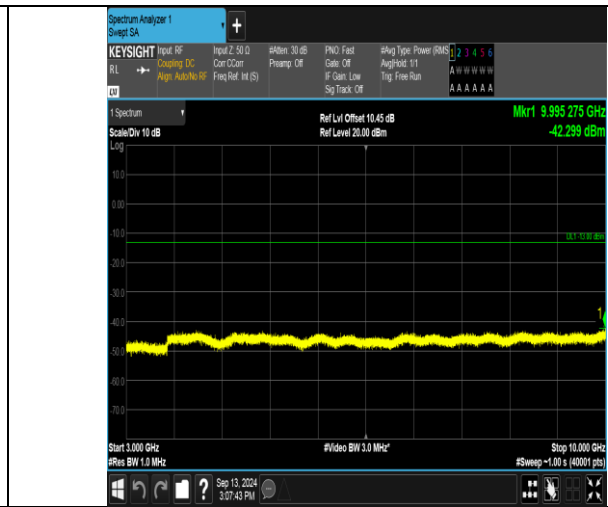 Spectrum Analyzer 1
Swept SA
+
KEYSIGHT Input: RF Input Z: 50 Ω #Atten: 30 dB PNO: Fast #Avg Type: Power (RMS 1 2 3 4 5 6
RL Coupling: DC Corr CCorr Preamp: Off Gate: Off Avg|Hold: 1/1 A W W W W W
Align: Auto/No RF Freq Ref: Int (S) IF Gain: Low Trig: Free Run
Sig Track: Off A A A A A A
1 Spectrum Ref Lvl Offset 10.45 dB Mkr1 9.995 275 GHz
Scale/Div 10 dB Ref Level 20.00 dBm -42.299 dBm
Log
10.0
0.00
-10.0
DL1 -13.00 dBm
-20.0
-30.0
1
-40.0
-50.0
-60.0
-70.0
Start 3.000 GHz #Video BW 3.0 MHz* Stop 10.000 GHz
#Res BW 1.0 MHz #Sweep ~1.00 s (40001 pts)
? Sep 13, 2024
3:07:43 PM